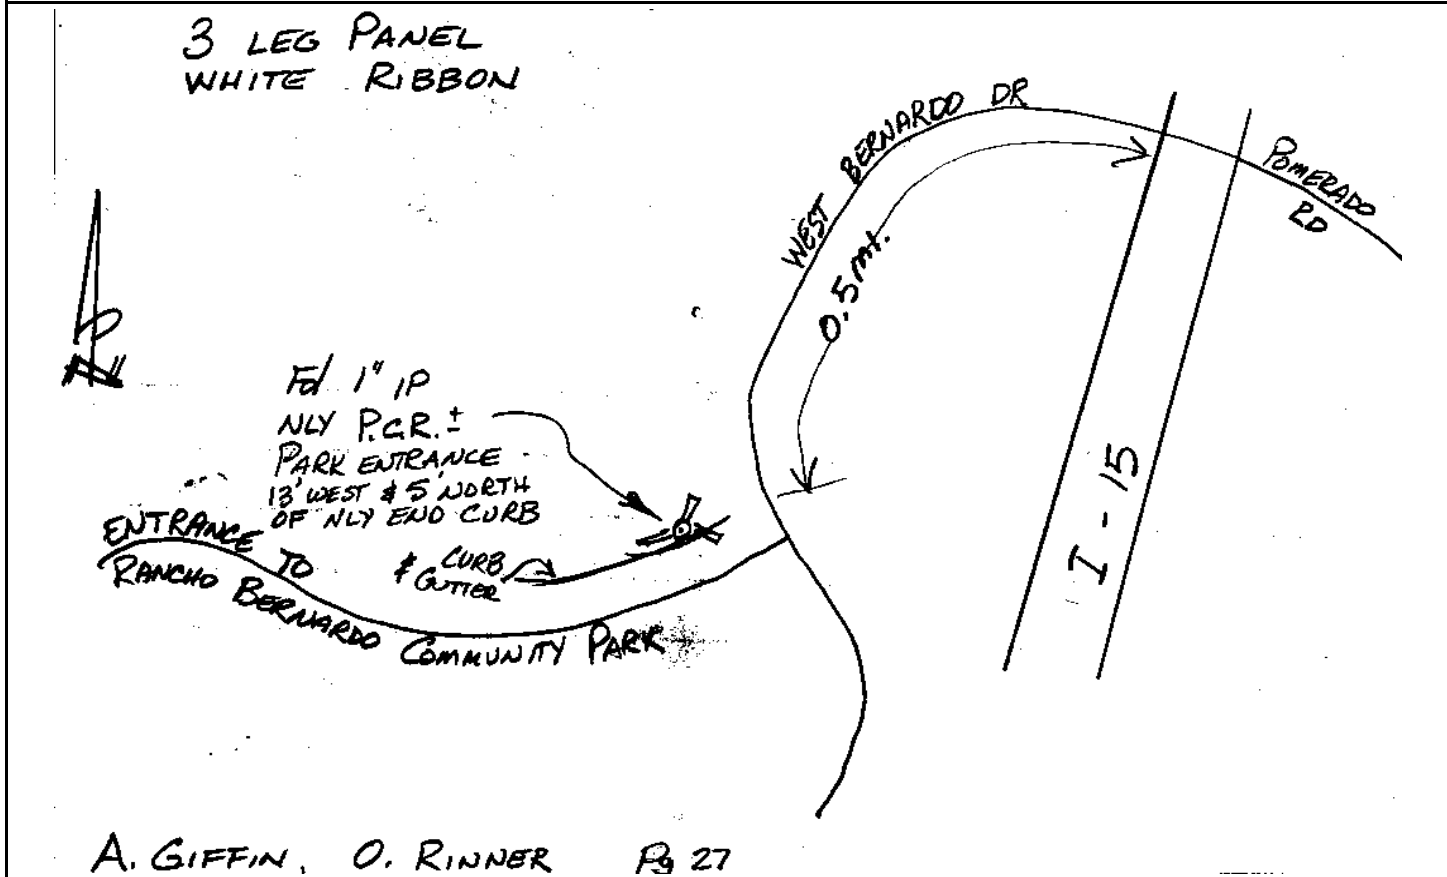 3 LEG PANEL
WHITE RIBBON
WEST BERNARDO DR
POMERADO
RD
0.5 mi.
I-15
N
Fd 1" IP
NLY P.C.R. ±
PARK ENTRANCE
13' WEST & 5' NORTH
OF NLY END CURB
& CURB
GUTTER
ENTRANCE TO
RANCHO BERNARDO COMMUNITY PARK
A. GIFFIN, O. RINNER Pg 27